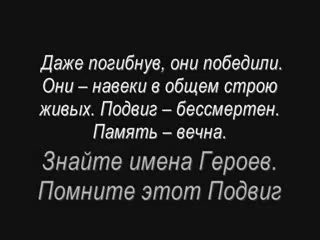 Даже погибнув, они победили.
Они – навеки в общем строю
живых. Подвиг – бессмертен.
Память – вечна.
Знайте имена Героев.
Помните этот Подвиг